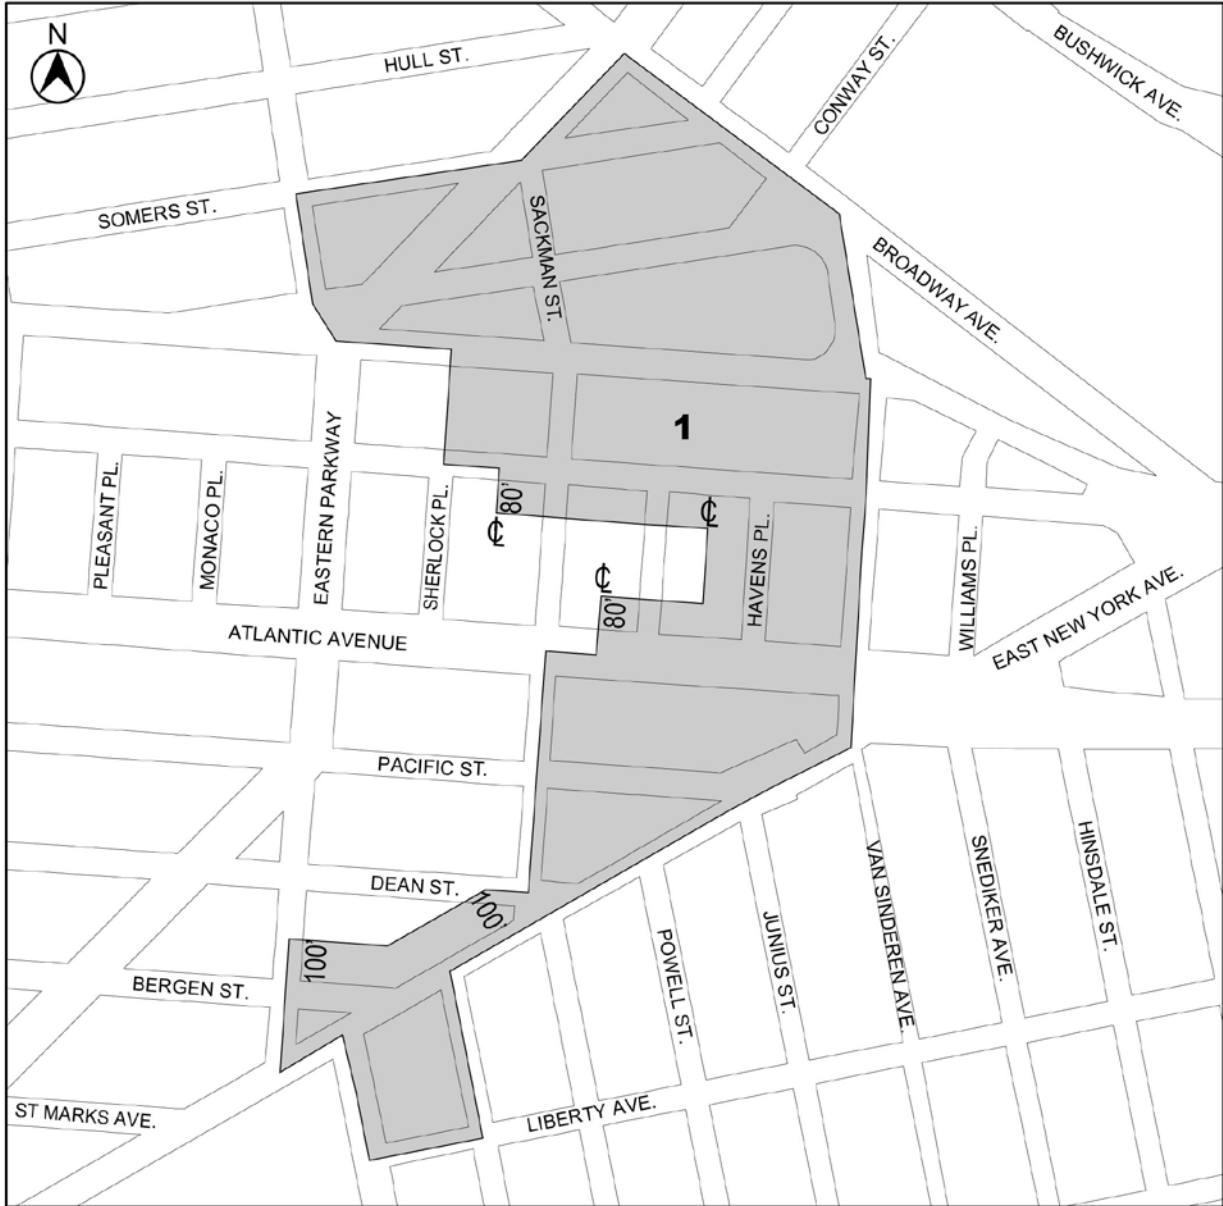 N
HULL ST.
CONWAY ST.
BUSHWICK AVE.
SOMERS ST.
SACKMAN ST.
BROADWAY AVE.
1
PLEASANT PL.
MONACO PL.
EASTERN PARKWAY
SHERLOCK PL.
80'
℄
℄
℄
80'
HAVENS PL.
WILLIAMS PL.
EAST NEW YORK AVE.
ATLANTIC AVENUE
PACIFIC ST.
DEAN ST.
100'
100'
BERGEN ST.
ST MARKS AVE.
POWELL ST.
JUNIUS ST.
VAN SINDEREN AVE.
SNEDIKER AVE.
HINSDALE ST.
LIBERTY AVE.